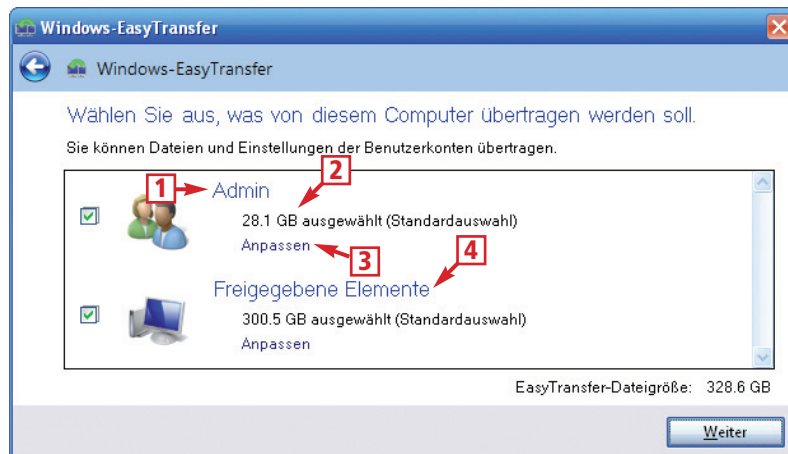 Windows-EasyTransfer
Windows-EasyTransfer
Wählen Sie aus, was von diesem Computer übertragen werden soll.
Sie können Dateien und Einstellungen der Benutzerkonten übertragen.
1 Admin 2
28.1 GB ausgewählt (Standardauswahl)
Anpassen 3 4
Freigegebene Elemente
300.5 GB ausgewählt (Standardauswahl)
Anpassen
EasyTransfer-Dateigröße: 328.6 GB
Weiter